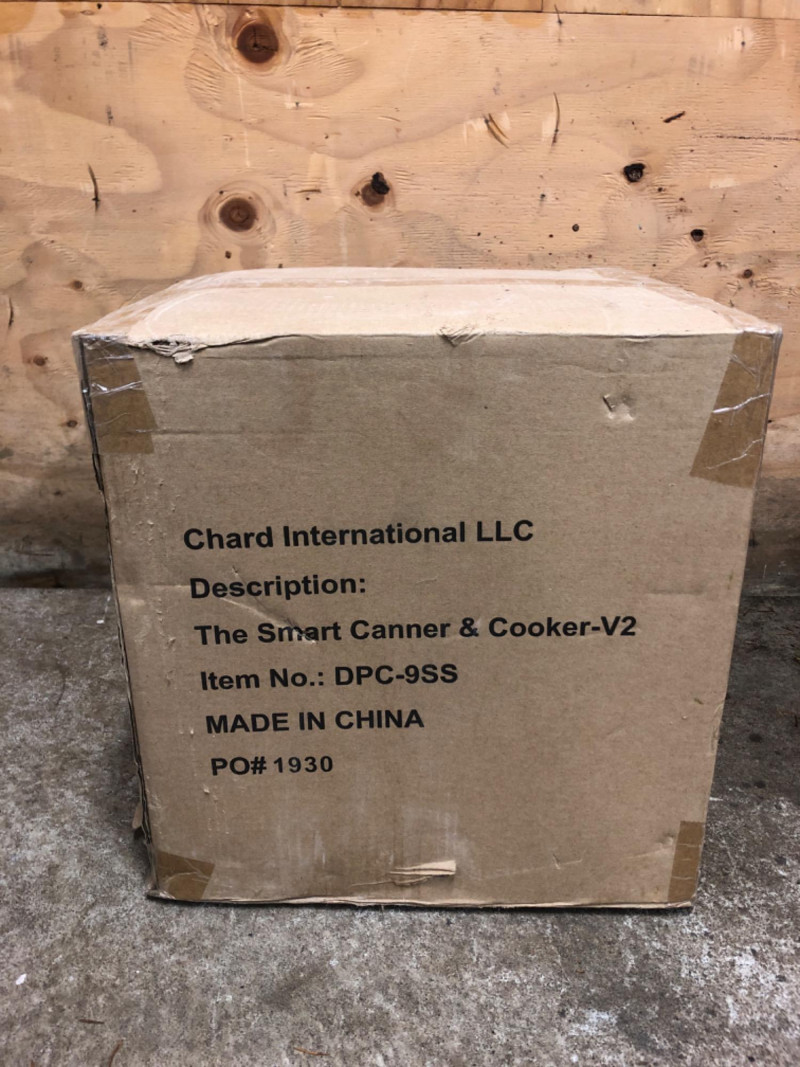 Chard International LLC
Description:
The Smart Canner & Cooker-V2
Item No.: DPC-9SS
MADE IN CHINA
PO# 1930